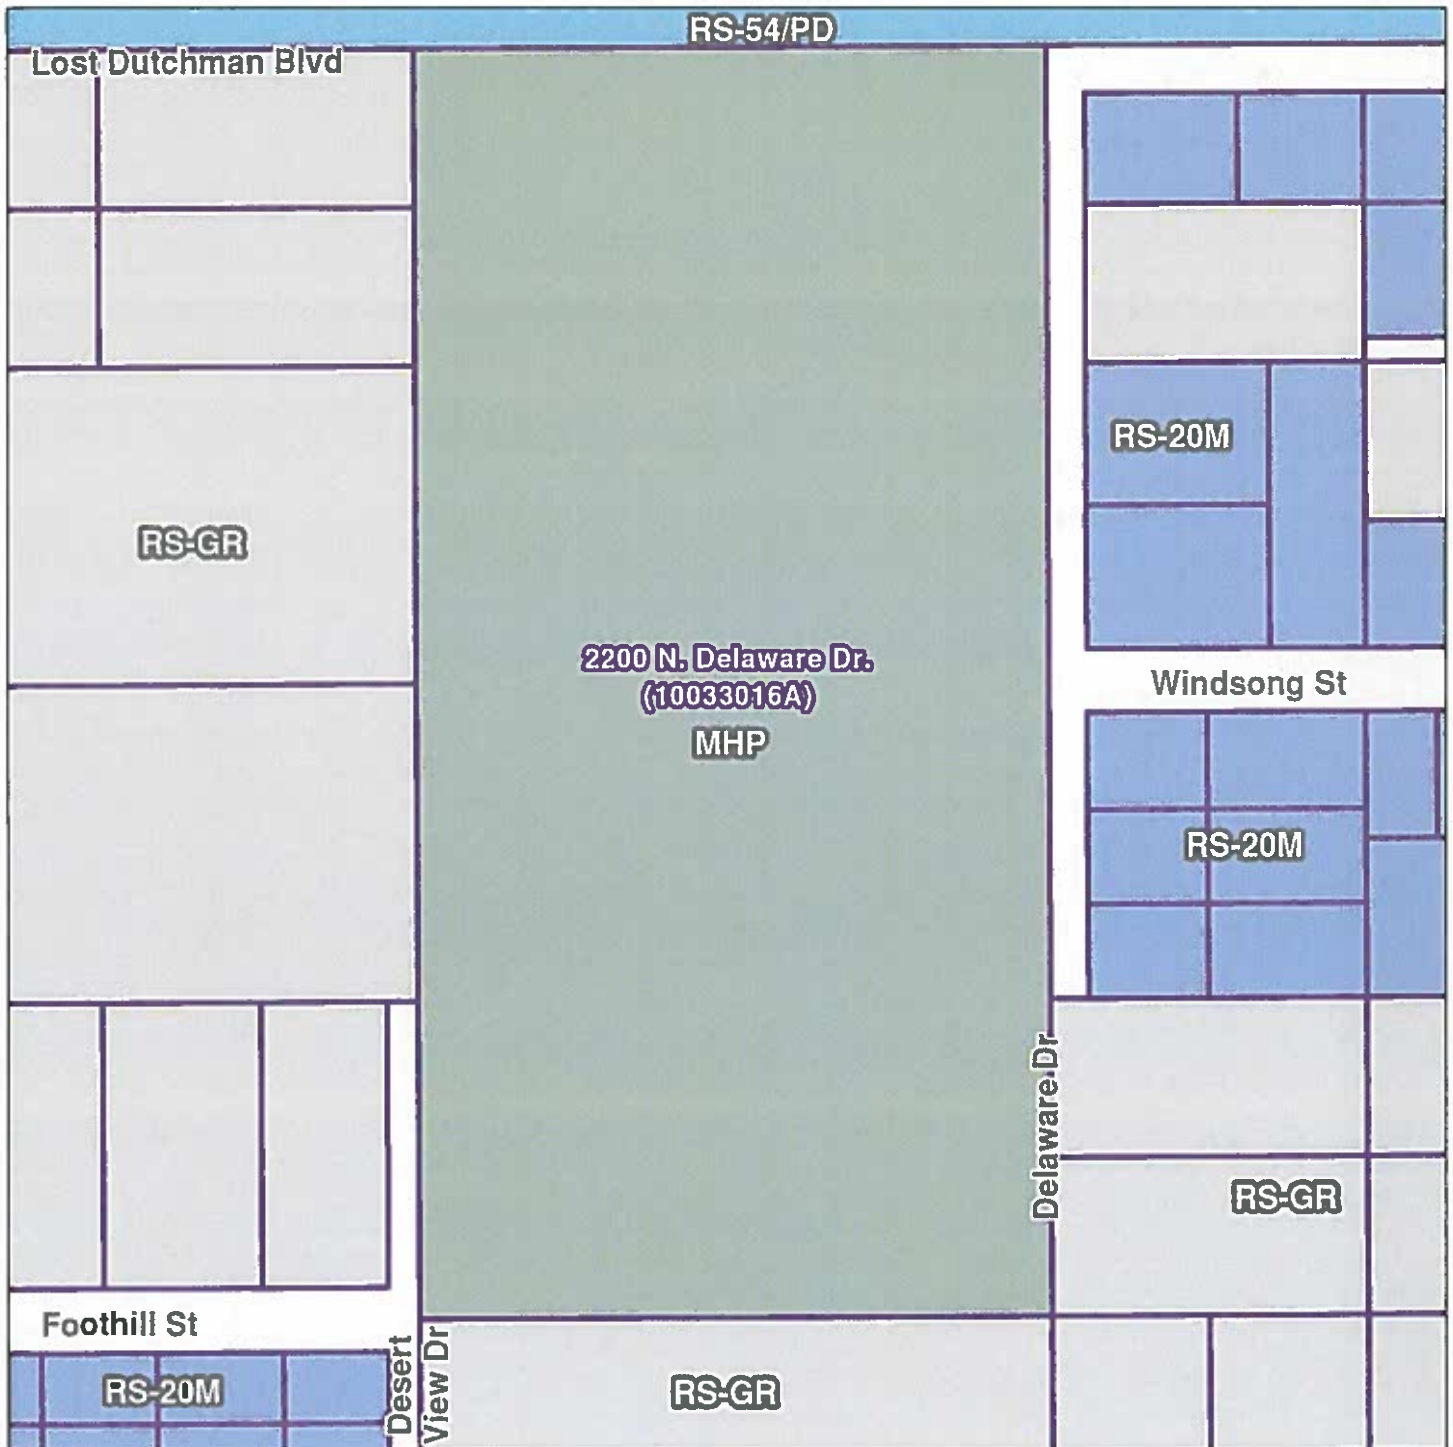 RS-54/PD
Lost Dutchman Blvd
RS-20M
RS-GR
2200 N. Delaware Dr.
(10033016A)
MHP
Windsong St
RS-20M
Delaware Dr
RS-GR
Foothill St
RS-20M
Desert
View Dr
RS-GR